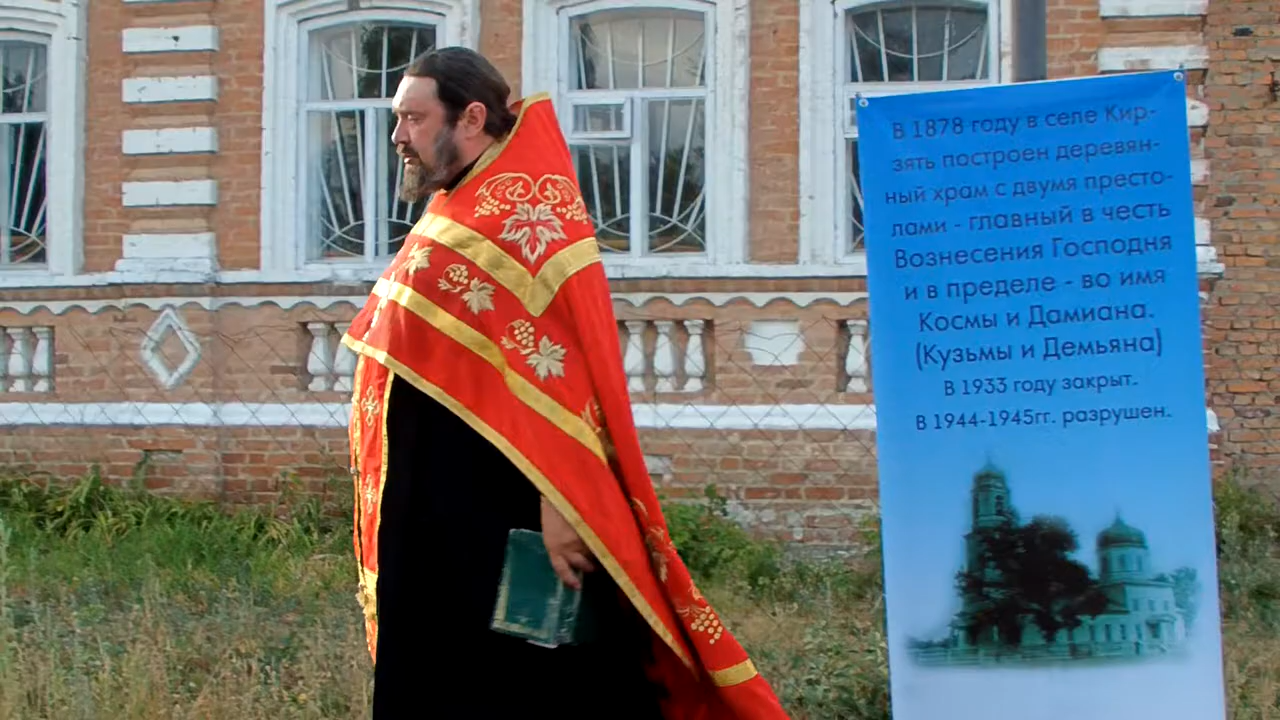 В 1878 году в селе Кир-
зять построен деревян-
ный храм с двумя престо-
лами - главный в честь
Вознесения Господня
и в пределе - во имя
Космы и Дамиана.
(Кузьмы и Демьяна)
В 1933 году закрыт.
В 1944-1945гг. разрушен.